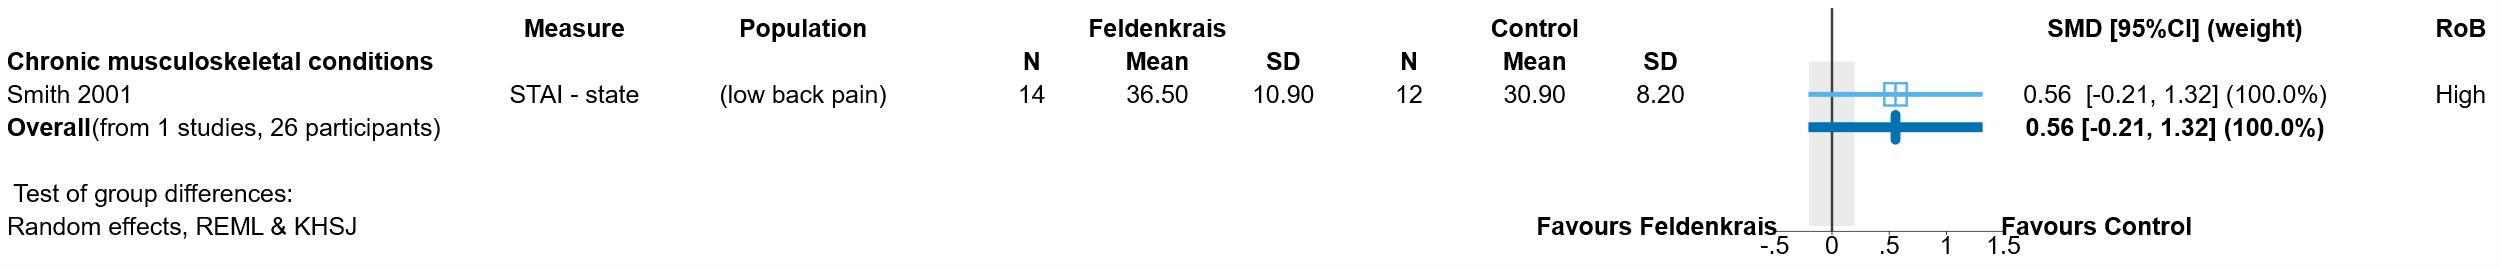 Measure Population Feldenkrais Control SMD [95%CI] (weight) RoB
Chronic musculoskeletal conditions N Mean SD N Mean SD
Smith 2001 STAI - state (low back pain) 14 36.50 10.90 12 30.90 8.20 0.56 [-0.21, 1.32] (100.0%) High
Overall(from 1 studies, 26 participants) 0.56 [-0.21, 1.32] (100.0%)
Test of group differences:
Random effects, REML & KHSJ Favours Feldenkrais Favours Control
-.5 0 .5 1 1.5